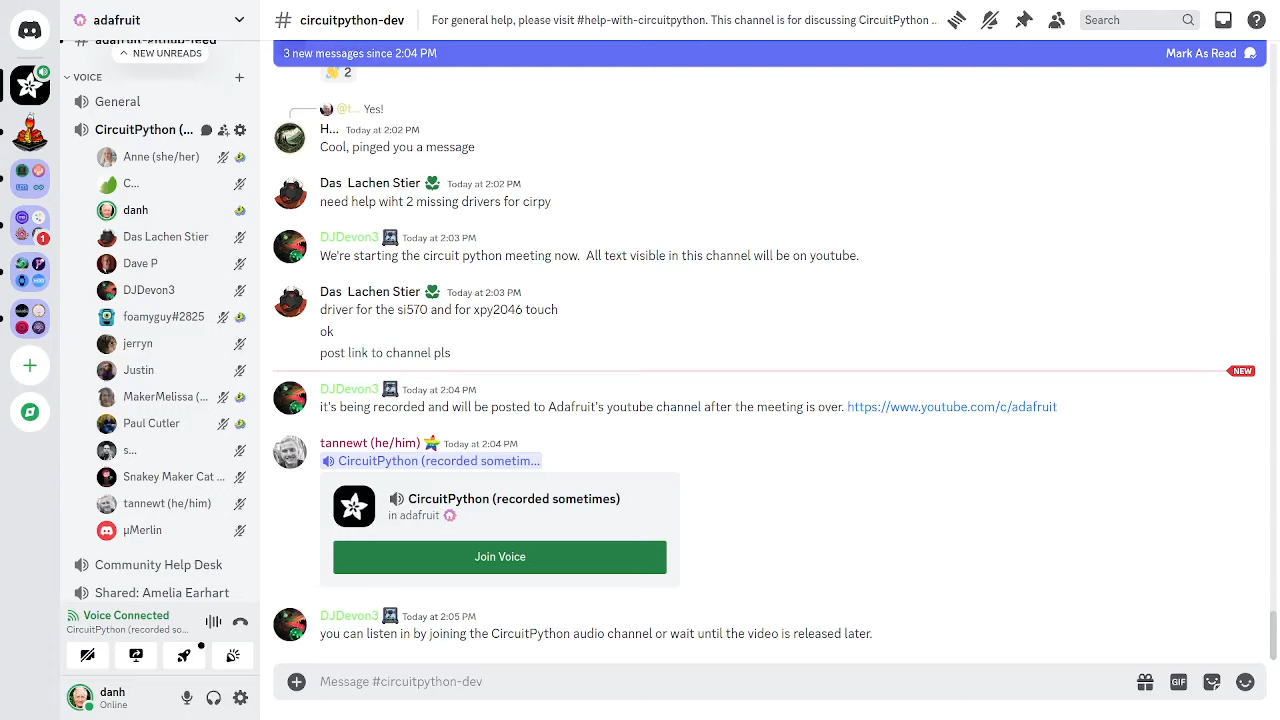 adafruit
circuitpython-dev
For general help, please visit #help-with-circuitpython. This channel is for discussing CircuitPython ...
Search
adafruit-github-feed
NEW UNREADS
3 new messages since 2:04 PM
Mark As Read
2
VOICE
General
CircuitPython (...
Anne (she/her)
C...
danh
Das Lachen Stier
Dave P
DJDevon3
foamyguy#2825
jerryn
Justin
MakerMelissa (...
Paul Cutler
s...
Snakey Maker Cat ...
tannewt (he/him)
µMerlin
Community Help Desk
Shared: Amelia Earhart
Voice Connected
CircuitPython (recorded so...
danh
Online
1
@t... Yes!
H... Today at 2:02 PM
Cool, pinged you a message
Das Lachen Stier Today at 2:02 PM
need help wiht 2 missing drivers for cirpy
DJDevon3 Today at 2:03 PM
We're starting the circuit python meeting now. All text visible in this channel will be on youtube.
Das Lachen Stier Today at 2:03 PM
driver for the si570 and for xpy2046 touch
ok
post link to channel pls
NEW
DJDevon3 Today at 2:04 PM
it's being recorded and will be posted to Adafruit's youtube channel after the meeting is over. https://www.youtube.com/c/adafruit
tannewt (he/him) Today at 2:04 PM
CircuitPython (recorded sometim...
CircuitPython (recorded sometimes)
in adafruit
Join Voice
DJDevon3 Today at 2:05 PM
you can listen in by joining the CircuitPython audio channel or wait until the video is released later.
Message #circuitpython-dev
GIF